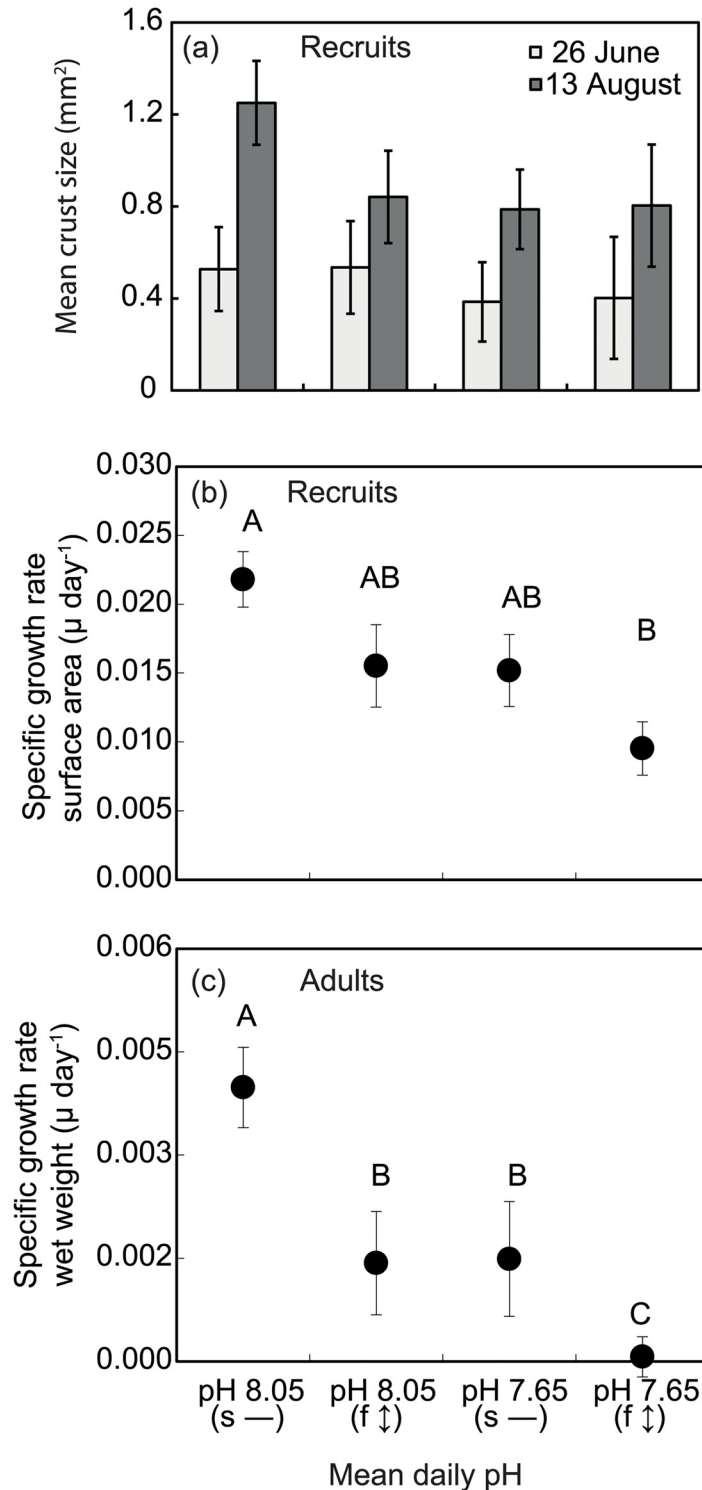 (a) Recruits
26 June
13 August
Mean crust size (mm²)
1.6
1.2
0.8
0.4
0
(b) Recruits
Specific growth rate
surface area (µ day⁻¹)
0.030
0.025
0.020
0.015
0.010
0.005
0.000
A
AB
AB
B
(c) Adults
Specific growth rate
wet weight (µ day⁻¹)
0.006
0.005
0.003
0.002
0.000
A
B
B
C
pH 8.05 pH 8.05 pH 7.65 pH 7.65
(s —) (f ↕) (s —) (f ↕)
Mean daily pH